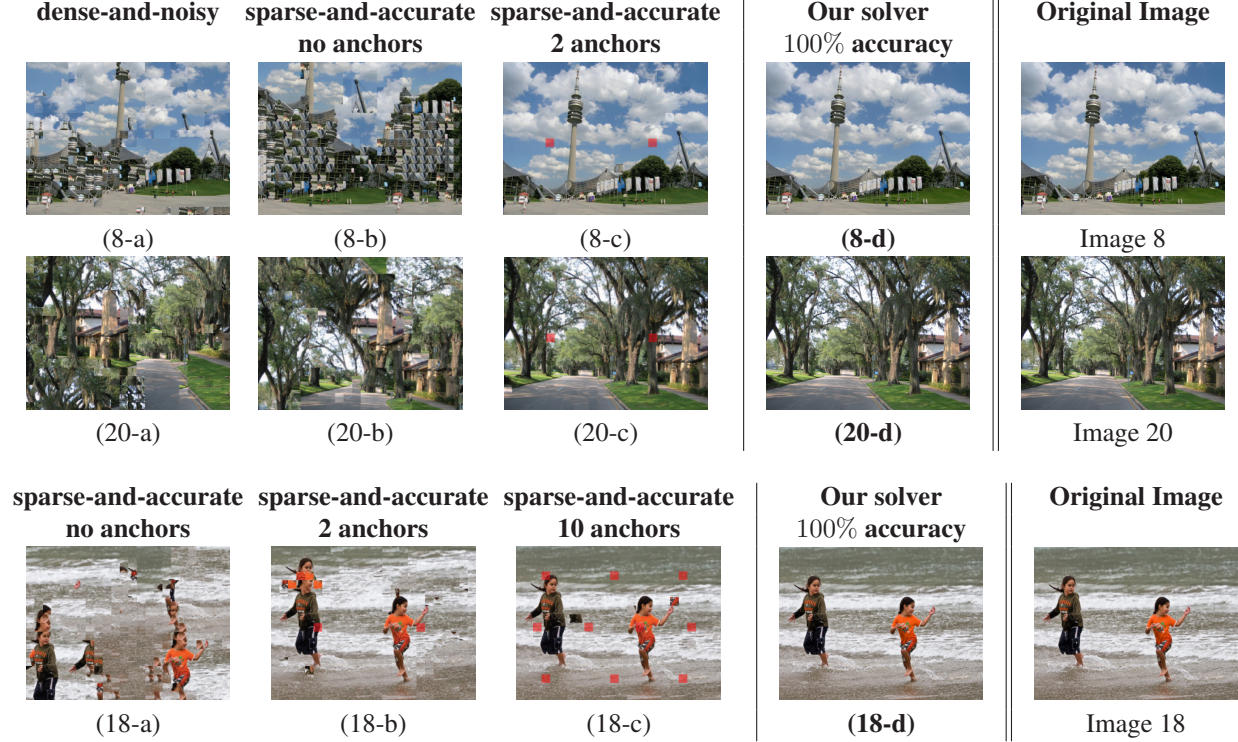 dense-and-noisy sparse-and-accurate sparse-and-accurate Our solver Original Image
no anchors 2 anchors 100% accuracy
(8-a) (8-b) (8-c) (8-d) Image 8
(20-a) (20-b) (20-c) (20-d) Image 20
sparse-and-accurate sparse-and-accurate sparse-and-accurate Our solver Original Image
no anchors 2 anchors 10 anchors 100% accuracy
(18-a) (18-b) (18-c) (18-d) Image 18